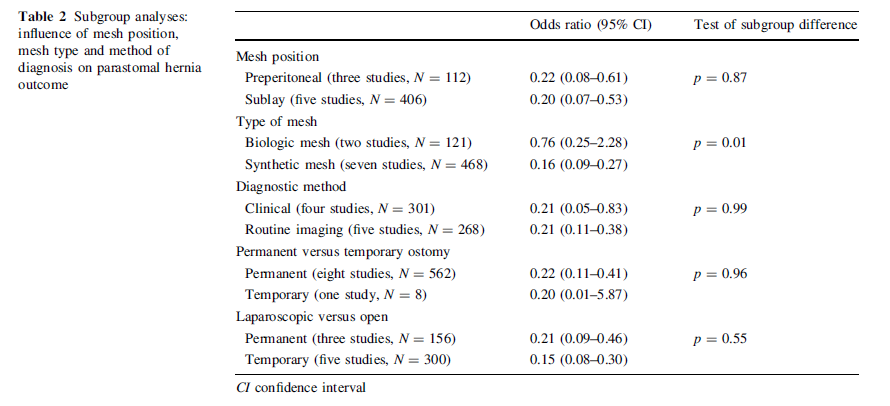 Table 2 Subgroup analyses:
influence of mesh position,
mesh type and method of
diagnosis on parastomal hernia
outcome
Odds ratio (95% CI) Test of subgroup difference
Mesh position
Preperitoneal (three studies, N = 112) 0.22 (0.08–0.61) p = 0.87
Sublay (five studies, N = 406) 0.20 (0.07–0.53)
Type of mesh
Biologic mesh (two studies, N = 121) 0.76 (0.25–2.28) p = 0.01
Synthetic mesh (seven studies, N = 468) 0.16 (0.09–0.27)
Diagnostic method
Clinical (four studies, N = 301) 0.21 (0.05–0.83) p = 0.99
Routine imaging (five studies, N = 268) 0.21 (0.11–0.38)
Permanent versus temporary ostomy
Permanent (eight studies, N = 562) 0.22 (0.11–0.41) p = 0.96
Temporary (one study, N = 8) 0.20 (0.01–5.87)
Laparoscopic versus open
Permanent (three studies, N = 156) 0.21 (0.09–0.46) p = 0.55
Temporary (five studies, N = 300) 0.15 (0.08–0.30)
CI confidence interval